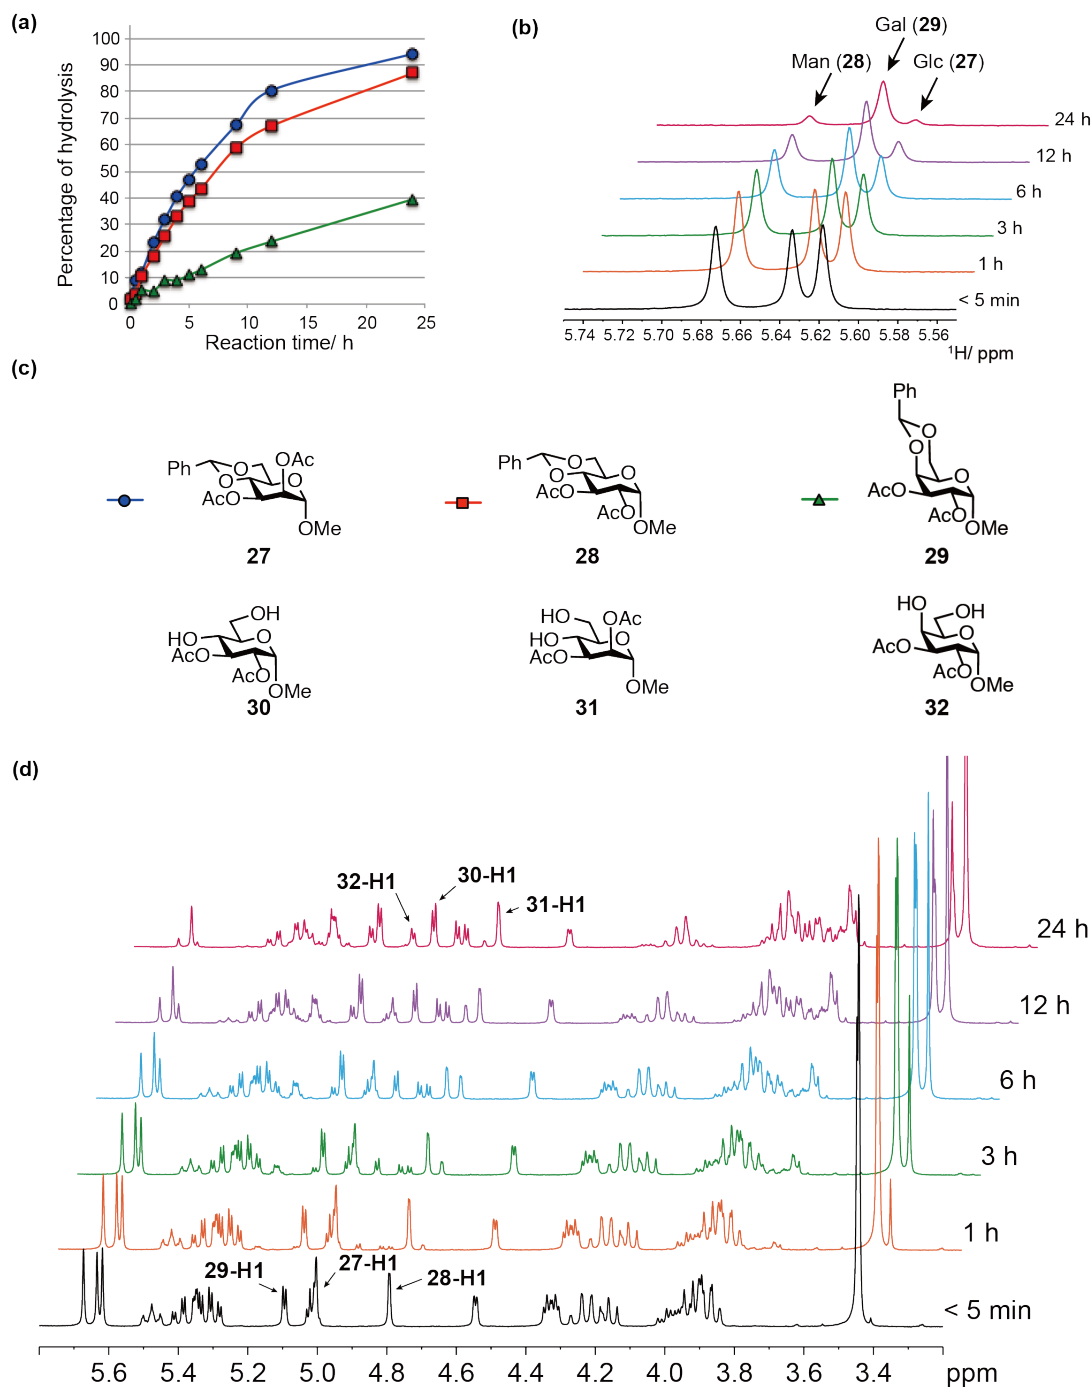 (a)
Percentage of hydrolysis
100
90
80
70
60
50
40
30
20
10
0
0 5 10 15 20 25
Reaction time/ h
(b)
Gal (29)
Man (28)
Glc (27)
24 h
12 h
6 h
3 h
1 h
< 5 min
5.74 5.72 5.70 5.68 5.66 5.64 5.62 5.60 5.58 5.56
¹H/ ppm
(c)
Ph
O
O
OAc
O
AcO
OMe
27
Ph
O
O
O
AcO
AcO
OMe
28
Ph
O
O
O
AcO
AcO
OMe
29
OH
HO
O
AcO
AcO
OMe
30
HO
OAc
HO
O
AcO
OMe
31
HO
OH
O
AcO
AcO
OMe
32
(d)
32-H1
30-H1
31-H1
24 h
12 h
6 h
3 h
1 h
29-H1
27-H1
28-H1
< 5 min
5.6 5.4 5.2 5.0 4.8 4.6 4.4 4.2 4.0 3.8 3.6 3.4 ppm